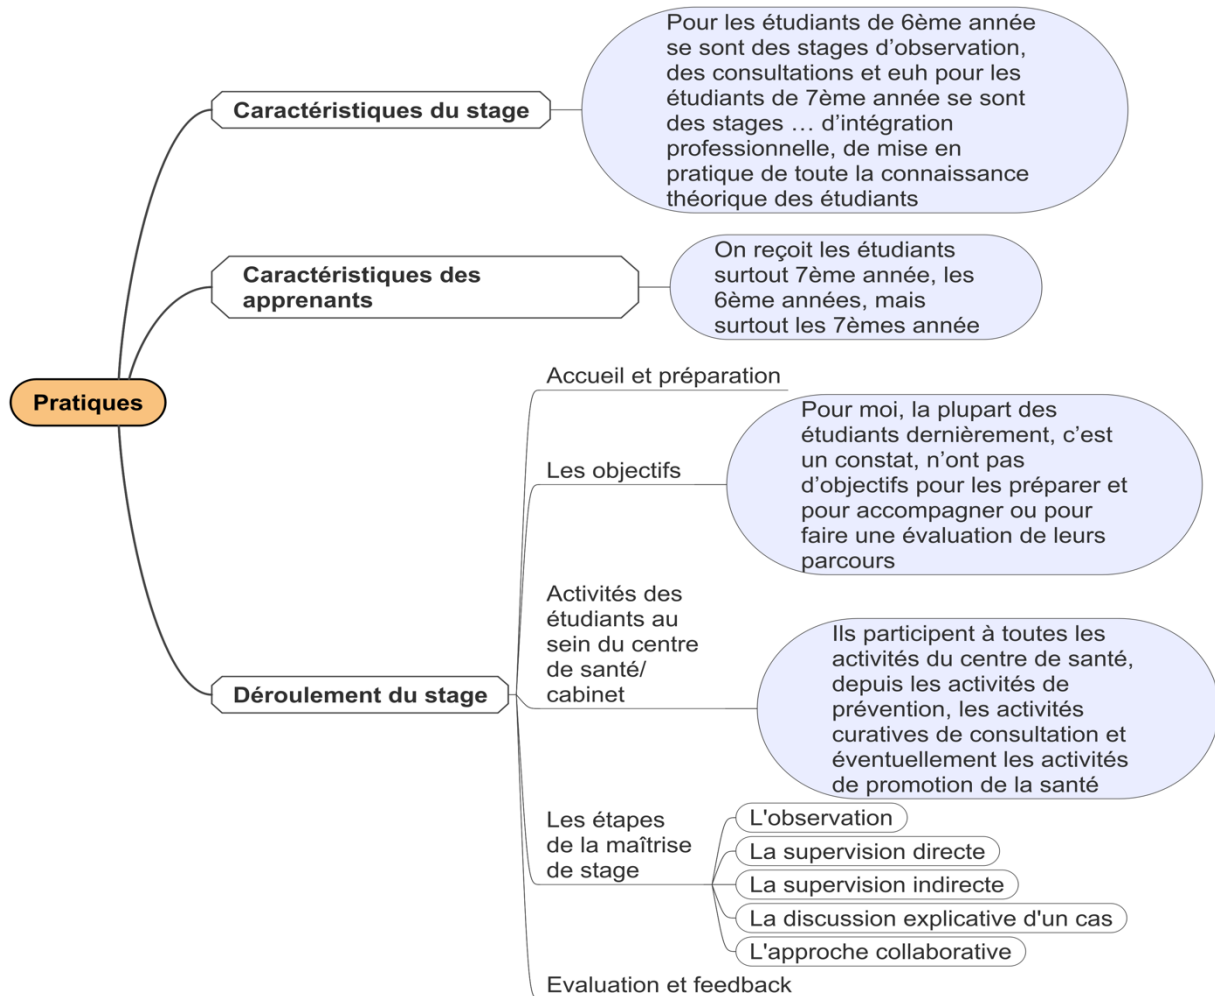 Pour les étudiants de 6ème année
se sont des stages d’observation,
des consultations et euh pour les
étudiants de 7ème année se sont
des stages … d’intégration
professionnelle, de mise en
pratique de toute la connaissance
théorique des étudiants
Caractéristiques du stage
On reçoit les étudiants
surtout 7ème année, les
6ème années, mais
surtout les 7èmes année
Caractéristiques des
apprenants
Pratiques
Accueil et préparation
Pour moi, la plupart des
étudiants dernièrement, c’est
un constat, n’ont pas
d’objectifs pour les préparer et
pour accompagner ou pour
faire une évaluation de leurs
parcours
Les objectifs
Activités des
étudiants au
sein du centre
de santé/
cabinet
Ils participent à toutes les
activités du centre de santé,
depuis les activités de
prévention, les activités
curatives de consultation et
éventuellement les activités
de promotion de la santé
Déroulement du stage
Les étapes
de la maîtrise
de stage
L'observation
La supervision directe
La supervision indirecte
La discussion explicative d'un cas
L'approche collaborative
Evaluation et feedback